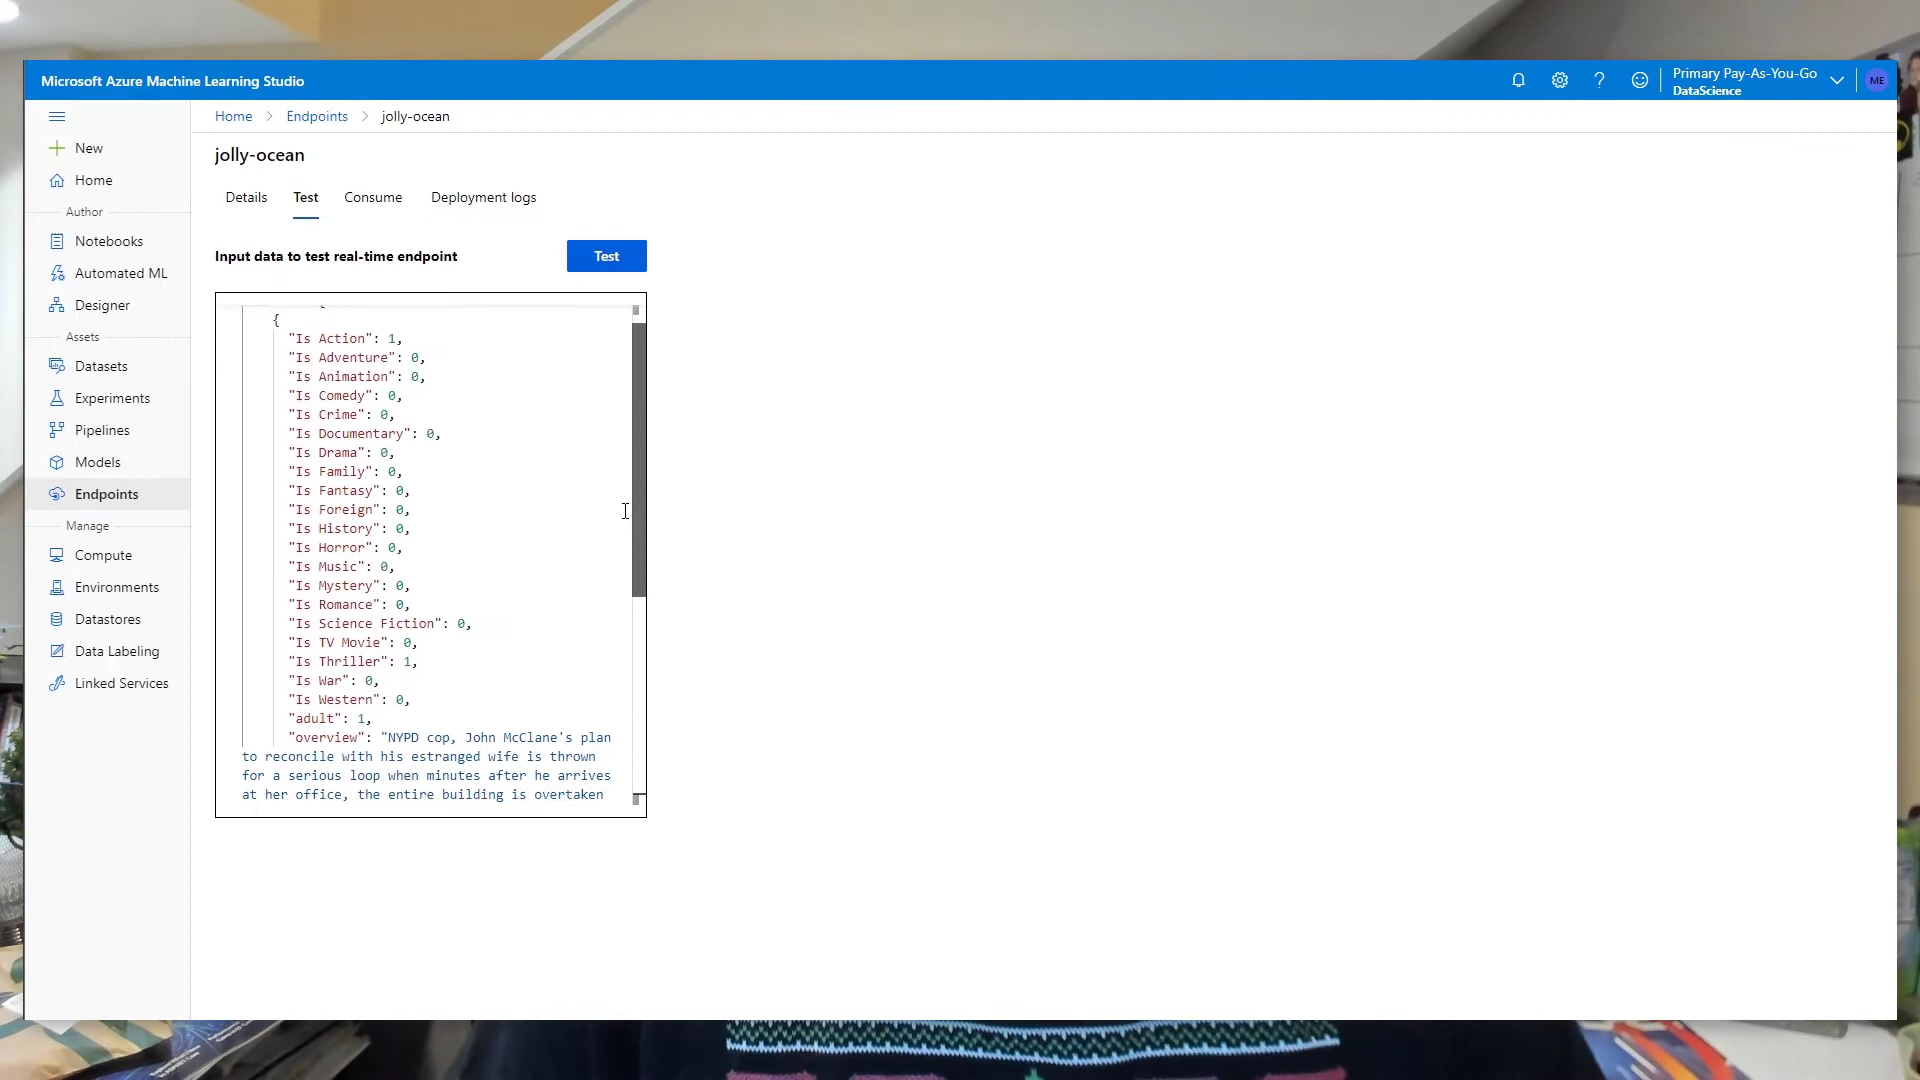 Microsoft Azure Machine Learning Studio
Primary Pay-As-You-Go
DataScience
ME
Home > Endpoints > jolly-ocean
New
Home
Author
Notebooks
Automated ML
Designer
Assets
Datasets
Experiments
Pipelines
Models
Endpoints
Manage
Compute
Environments
Datastores
Data Labeling
Linked Services
jolly-ocean
Details Test Consume Deployment logs
Input data to test real-time endpoint
Test
{
"Is Action": 1,
"Is Adventure": 0,
"Is Animation": 0,
"Is Comedy": 0,
"Is Crime": 0,
"Is Documentary": 0,
"Is Drama": 0,
"Is Family": 0,
"Is Fantasy": 0,
"Is Foreign": 0,
"Is History": 0,
"Is Horror": 0,
"Is Music": 0,
"Is Mystery": 0,
"Is Romance": 0,
"Is Science Fiction": 0,
"Is TV Movie": 0,
"Is Thriller": 1,
"Is War": 0,
"Is Western": 0,
"adult": 1,
"overview": "NYPD cop, John McClane's plan
to reconcile with his estranged wife is thrown
for a serious loop when minutes after he arrives
at her office, the entire building is overtaken